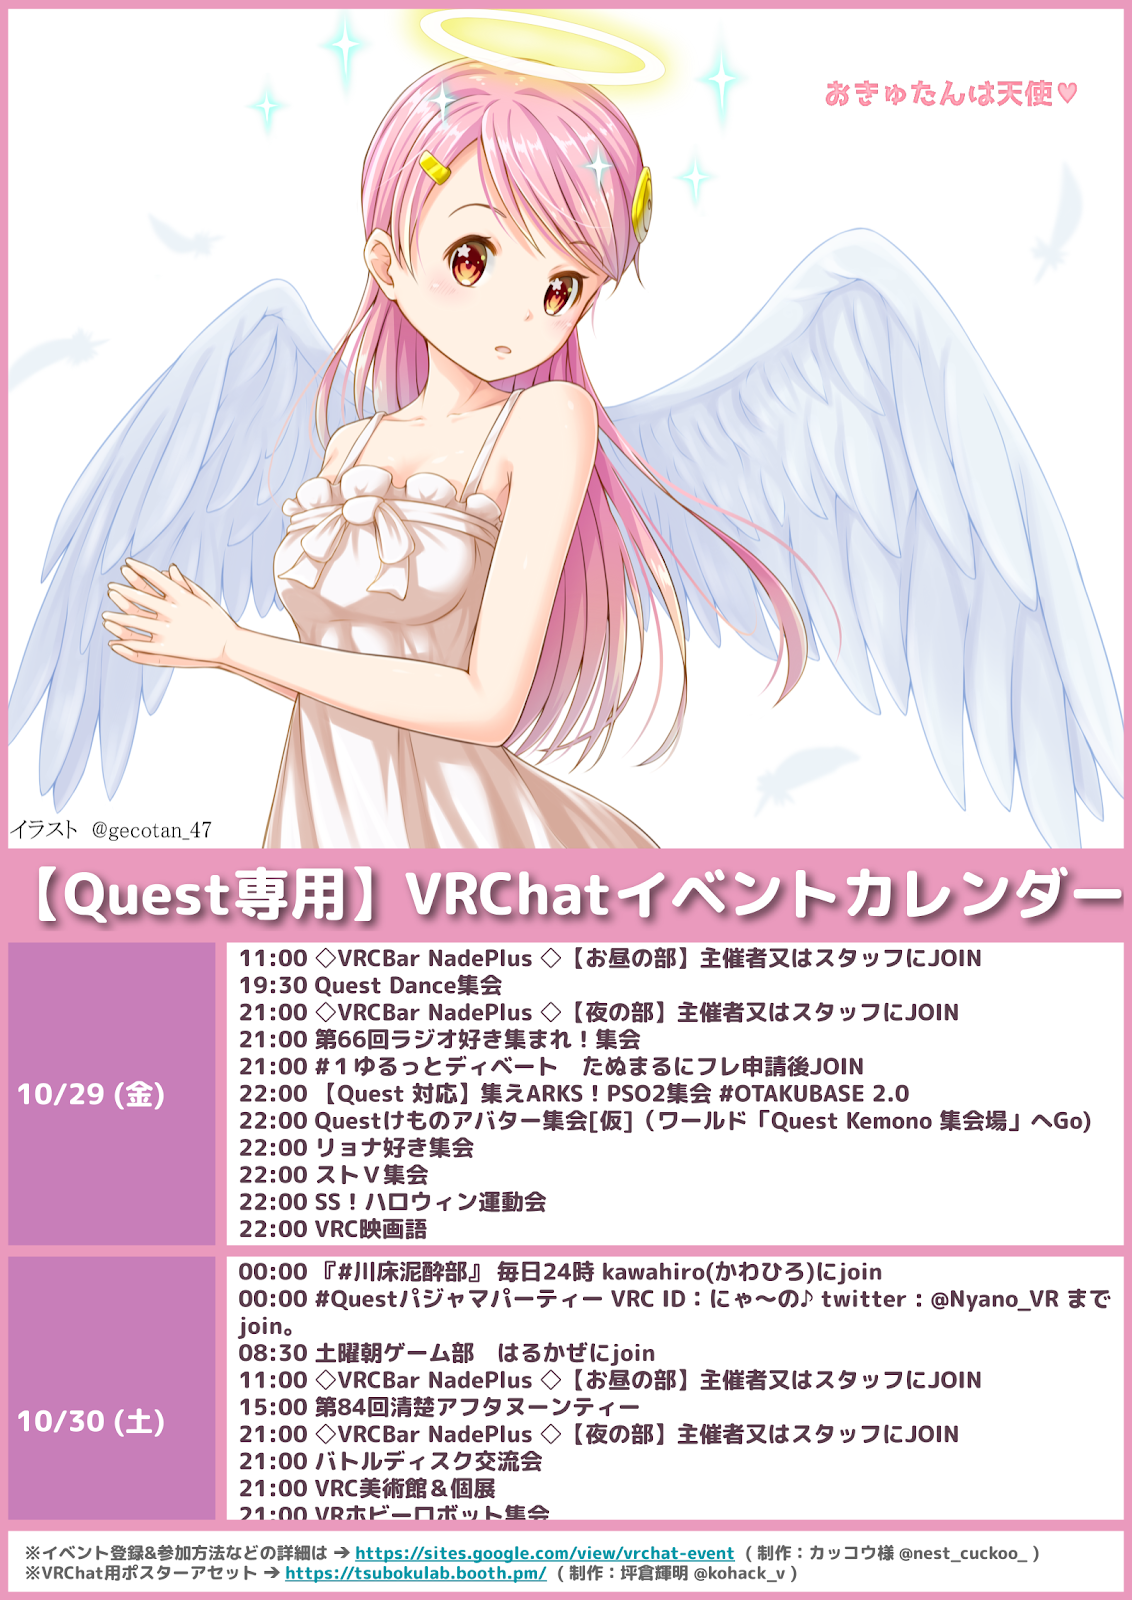 おきゅたんは天使♥
イラスト @gecotan_47
【Quest専用】VRChatイベントカレンダー
10/29 (金)
11:00 ◇VRCBar NadePlus ◇【お昼の部】主催者又はスタッフにJOIN
19:30 Quest Dance集会
21:00 ◇VRCBar NadePlus ◇【夜の部】主催者又はスタッフにJOIN
21:00 第66回ラジオ好き集まれ！集会
21:00 #１ゆるっとディベート　たぬまるにフレ申請後JOIN
22:00 【Quest 対応】集えARKS！PSO2集会 #OTAKUBASE 2.0
22:00 Questけものアバター集会[仮]（ワールド「Quest Kemono 集会場」へGo)
22:00 リョナ好き集会
22:00 ストＶ集会
22:00 SS！ハロウィン運動会
22:00 VRC映画語
10/30 (土)
00:00 『#川床泥酔部』 毎日24時 kawahiro(かわひろ)にjoin
00:00 #Questパジャマパーティー VRC ID：にゃ～の♪ twitter : @Nyano_VR まで
join。
08:30 土曜朝ゲーム部　はるかぜにjoin
11:00 ◇VRCBar NadePlus ◇【お昼の部】主催者又はスタッフにJOIN
15:00 第84回清楚アフタヌーンティー
21:00 ◇VRCBar NadePlus ◇【夜の部】主催者又はスタッフにJOIN
21:00 バトルディスク交流会
21:00 VRC美術館＆個展
21:00 VRホビーロボット集会
※イベント登録&参加方法などの詳細は → https://sites.google.com/view/vrchat-event ( 制作：カッコウ様 @nest_cuckoo_ )
※VRChat用ポスターアセット → https://tsubokulab.booth.pm/ ( 制作：坪倉輝明 @kohack_v )